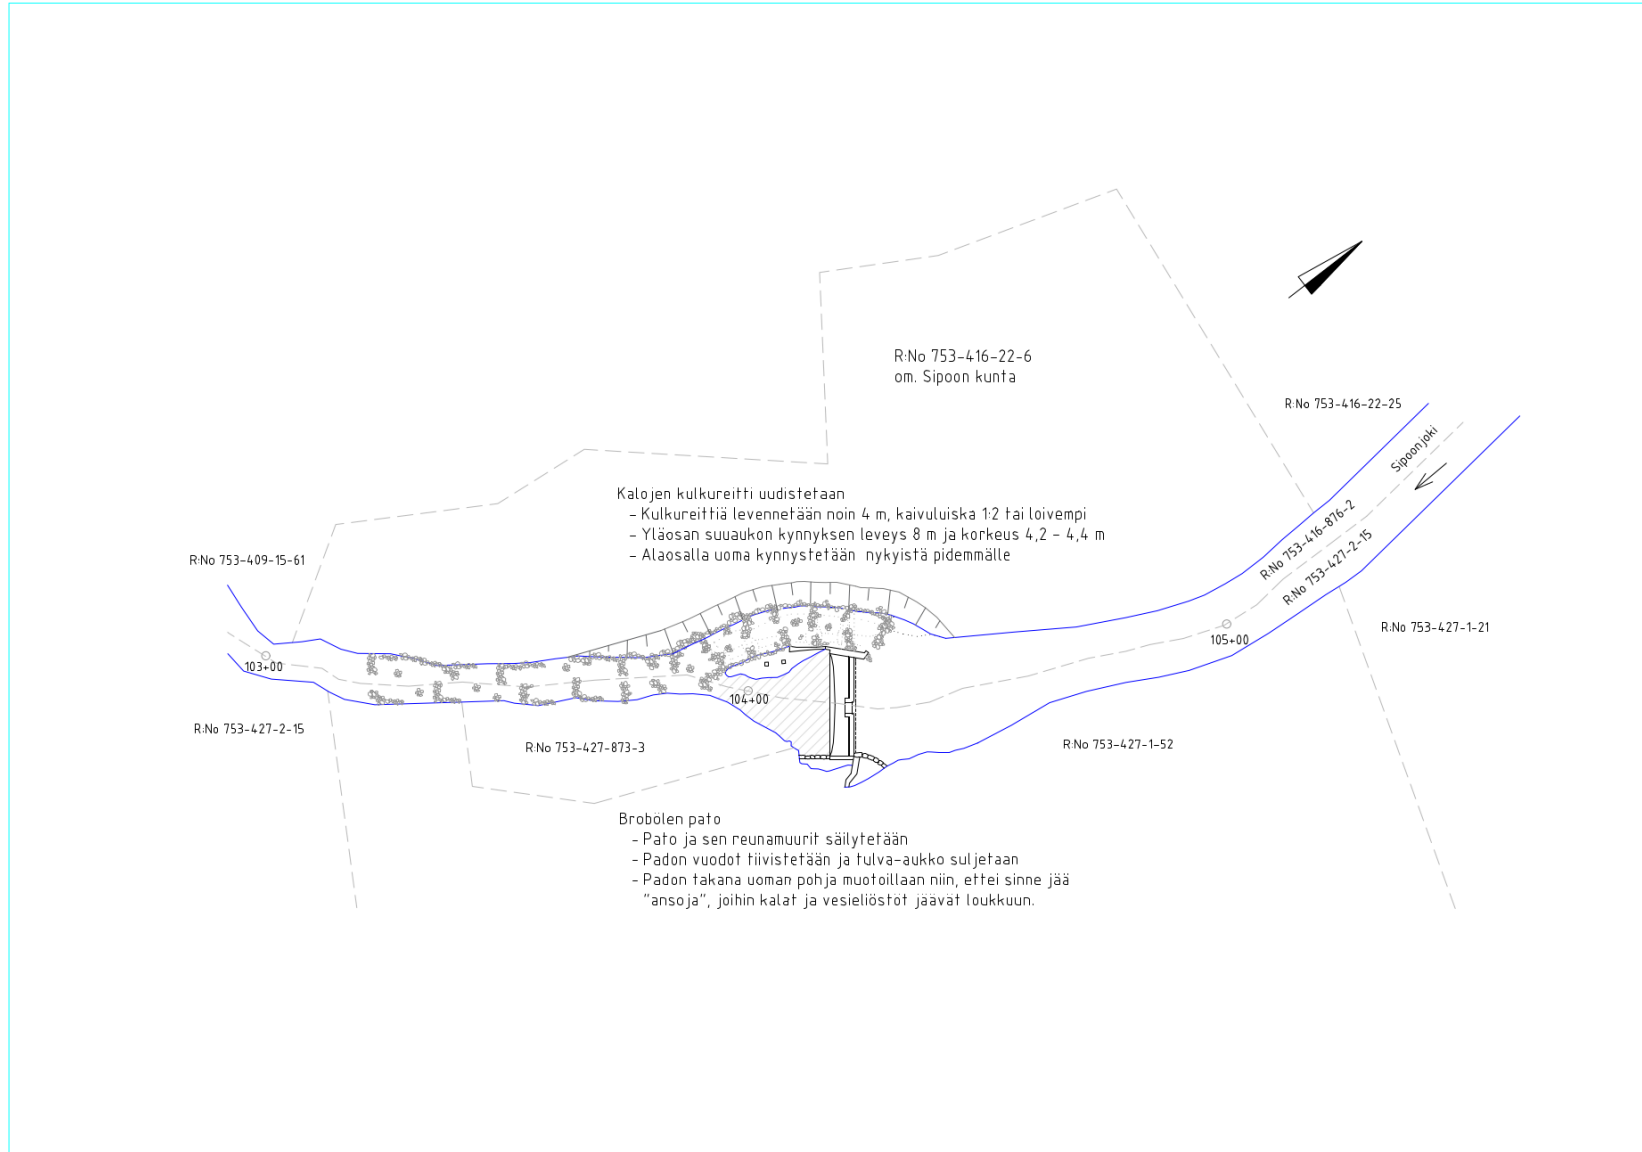 R:No 753-416-22-6
om. Sipoon kunta
R:No 753-416-22-25
Sipoonjoki
Kalojen kulkureitti uudistetaan
- Kulkureittiä levennetään noin 4 m, kaivuluiska 1:2 tai loivempi
- Yläosan suuaukon kynnyksen leveys 8 m ja korkeus 4,2 - 4,4 m
- Alaosalla uoma kynnystetään nykyistä pidemmälle
R:No 753-416-876-2
R:No 753-427-2-15
R:No 753-409-15-61
R:No 753-427-1-21
105+00
103+00
104+00
R:No 753-427-2-15
R:No 753-427-873-3
R:No 753-427-1-52
Brobölen pato
- Pato ja sen reunamuurit säilytetään
- Padon vuodot tiivistetään ja tulva-aukko suljetaan
- Padon takana uoman pohja muotoillaan niin, ettei sinne jää
"ansoja", joihin kalat ja vesieliöstöt jäävät loukkuun.